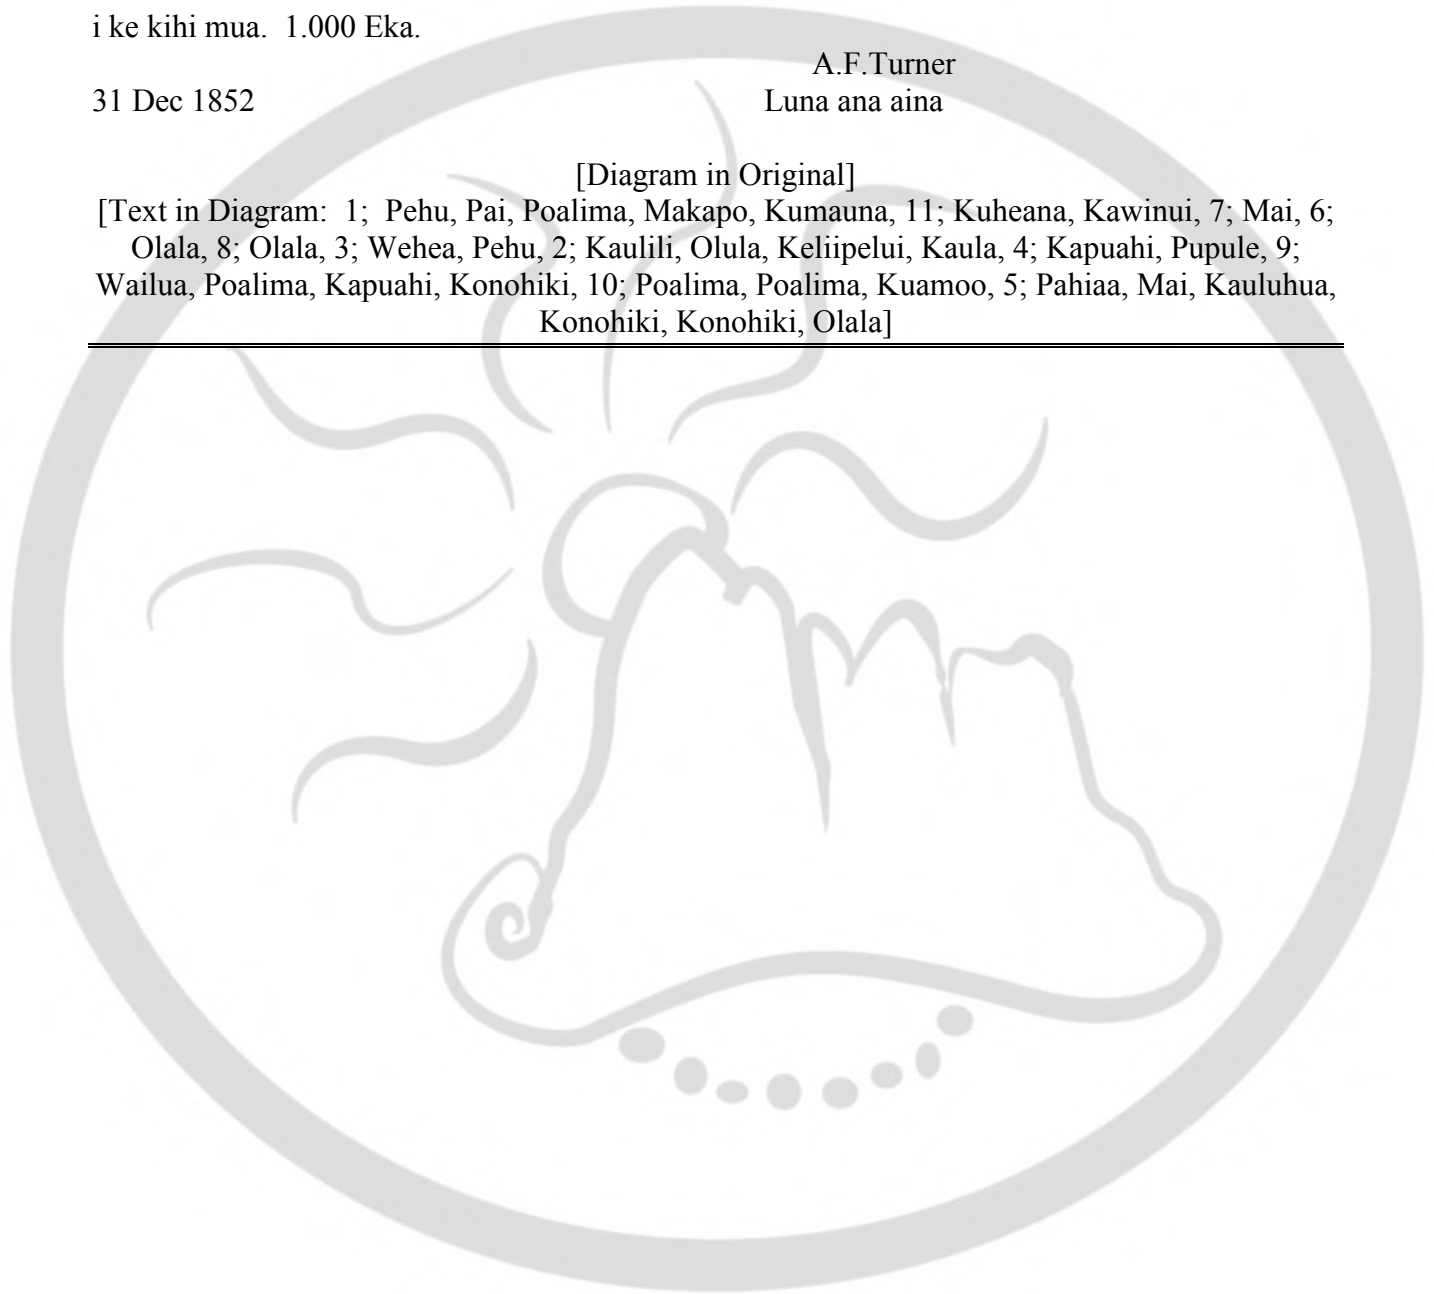 i ke kihi mua.  1.000 Eka.
A.F.Turner
31 Dec 1852 Luna ana aina
[Diagram in Original]
[Text in Diagram:  1;  Pehu, Pai, Poalima, Makapo, Kumauna, 11; Kuheana, Kawinui, 7; Mai, 6;
Olala, 8; Olala, 3; Wehea, Pehu, 2; Kaulili, Olula, Keliipelui, Kaula, 4; Kapuahi, Pupule, 9;
Wailua, Poalima, Kapuahi, Konohiki, 10; Poalima, Poalima, Kuamoo, 5; Pahiaa, Mai, Kauluhua,
Konohiki, Konohiki, Olala]